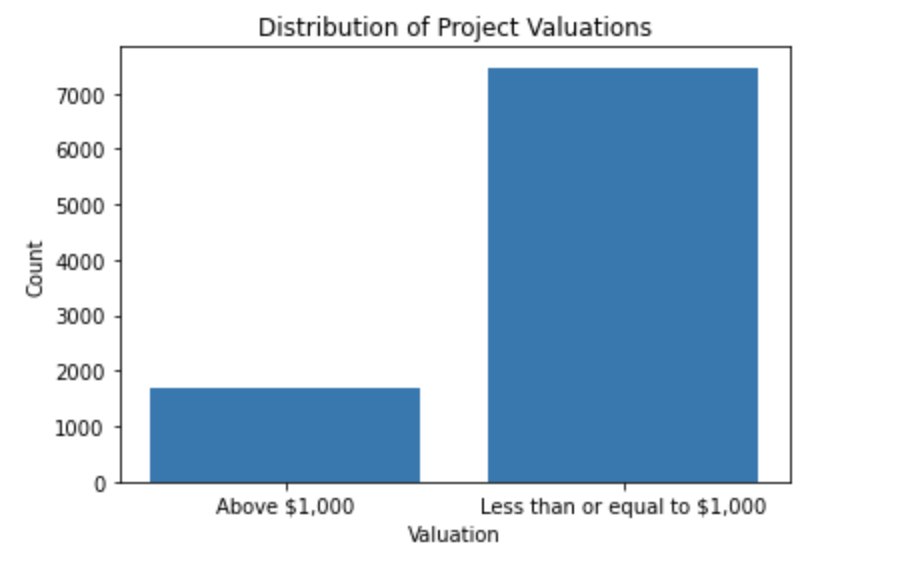 Distribution of Project Valuations
7000
6000
5000
4000
3000
2000
1000
0
Count
Above $1,000
Less than or equal to $1,000
Valuation